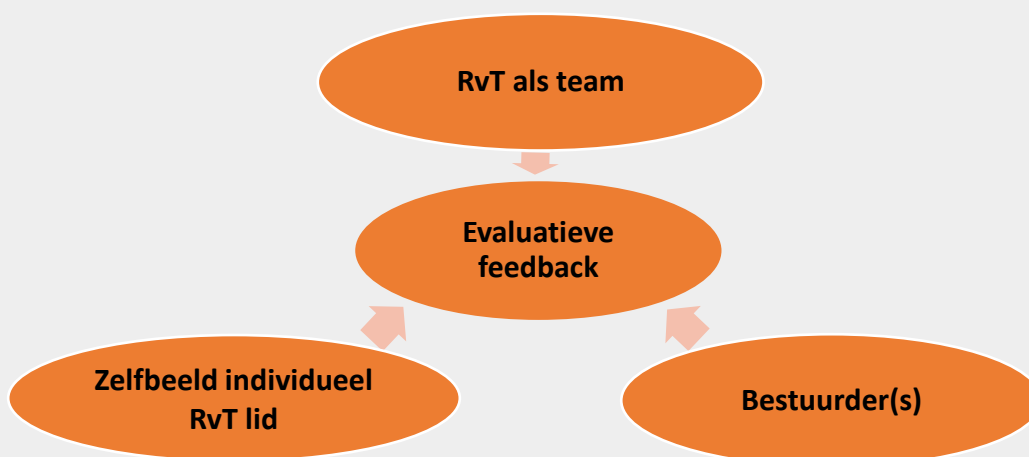 RvT als team
Evaluatieve
feedback
Zelfbeeld individueel
RvT lid
Bestuurder(s)